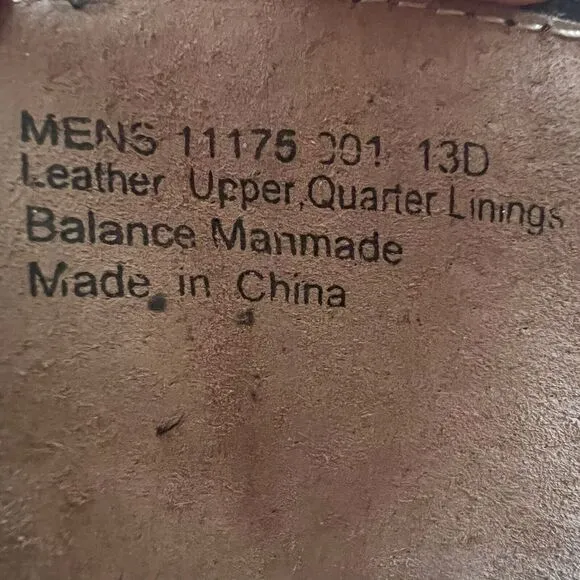 MENS 11175 001 13D
Leather Upper, Quarter Linings
Balance Manmade
Made in China